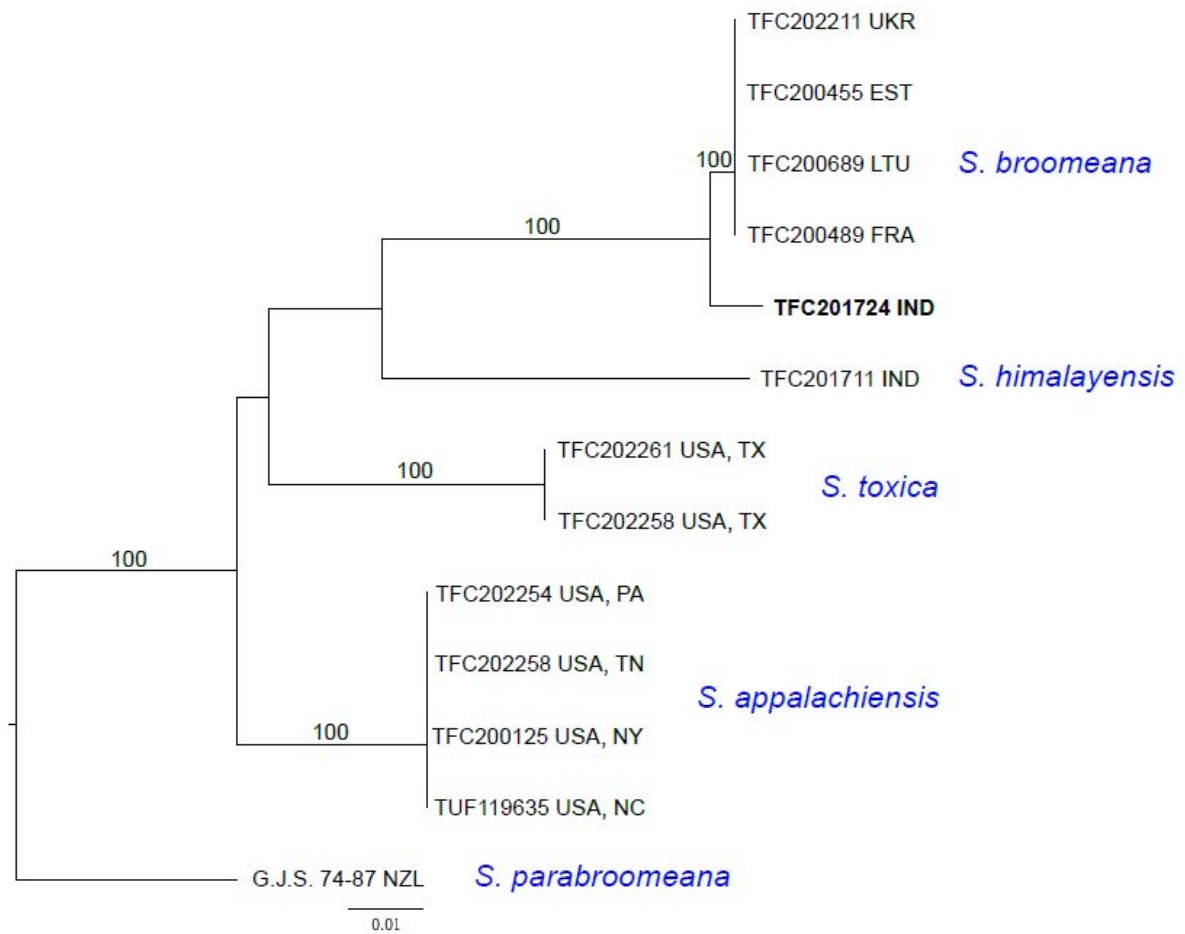 TFC202211 UKR
TFC200455 EST
100
TFC200689 LTU
S. broomeana
100
TFC200489 FRA
TFC201724 IND
TFC201711 IND
S. himalayensis
TFC202261 USA, TX
100
S. toxica
TFC202258 USA, TX
100
TFC202254 USA, PA
TFC202258 USA, TN
S. appalachiensis
100
TFC200125 USA, NY
TUF119635 USA, NC
G.J.S. 74-87 NZL
S. parabroomeana
0.01